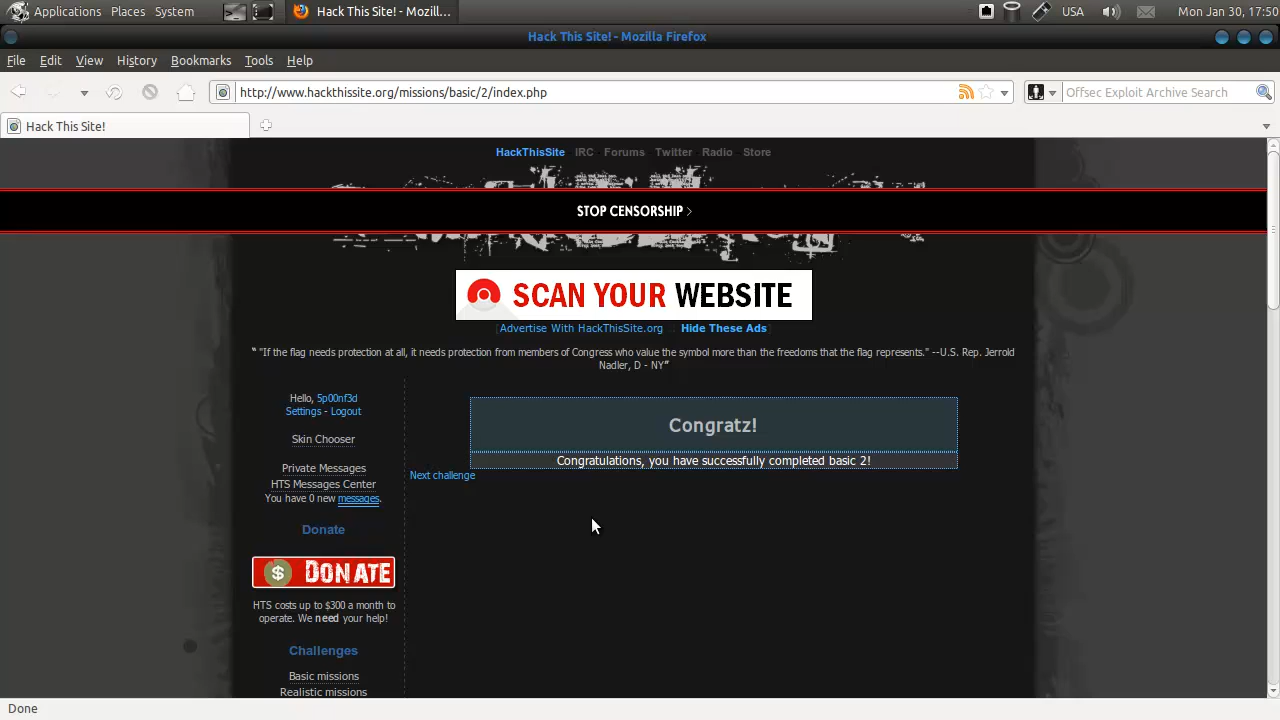 Applications Places System Hack This Site! - Mozill... USA Mon Jan 30, 17:50
Hack This Site! - Mozilla Firefox
File Edit View History Bookmarks Tools Help
http://www.hackthissite.org/missions/basic/2/index.php Offsec Exploit Archive Search
Hack This Site!
HackThisSite IRC Forums Twitter Radio Store
STOP CENSORSHIP >
SCAN YOUR WEBSITE
[Advertise With HackThisSite.org :: Hide These Ads]
“ "If the flag needs protection at all, it needs protection from members of Congress who value the symbol more than the freedoms that the flag represents." --U.S. Rep. Jerrold
Nadler, D - NY”
Hello, 5p00nf3d
Settings - Logout
Skin Chooser
Private Messages
HTS Messages Center
You have 0 new messages.
Donate
$ DONATE
HTS costs up to $300 a month to
operate. We need your help!
Challenges
Basic missions
Realistic missions
Congratz!
Congratulations, you have successfully completed basic 2!
Next challenge
Done